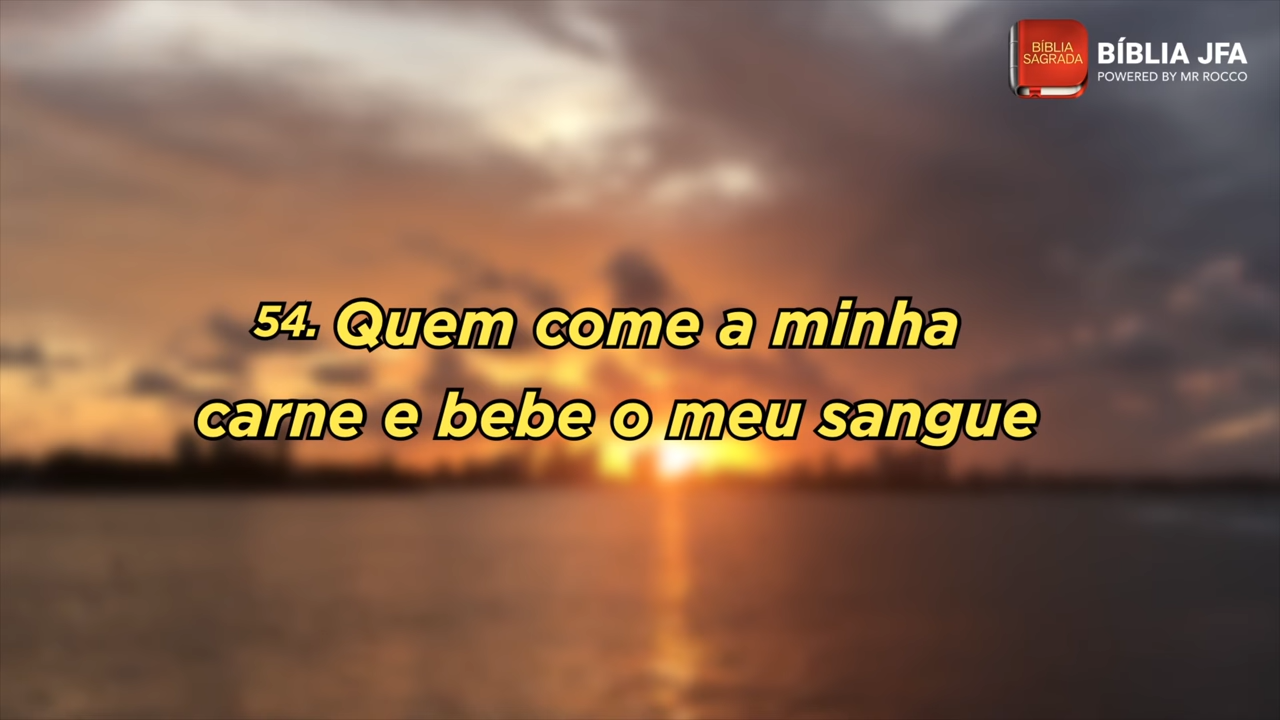 BÍBLIA
SAGRADA
BÍBLIA JFA
POWERED BY MR ROCCO
54. Quem come a minha
carne e bebe o meu sangue